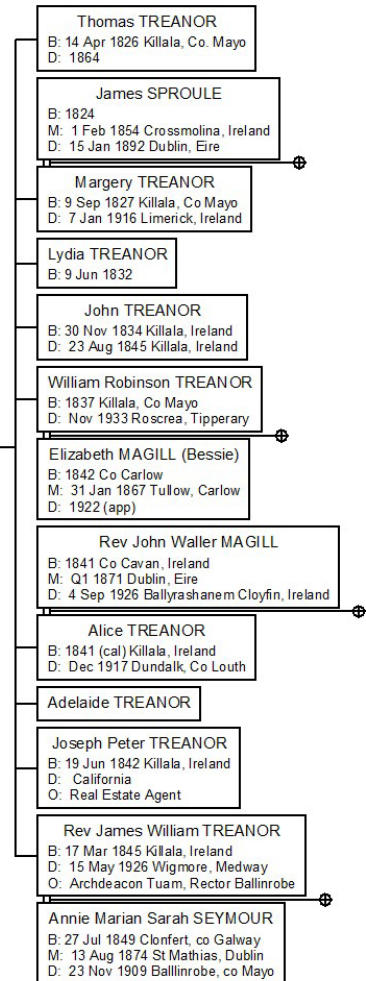 Thomas TREANOR
B: 14 Apr 1826 Killala, Co. Mayo
D: 1864
James SPROULE
B: 1824
M: 1 Feb 1854 Crossmolina, Ireland
D: 15 Jan 1892 Dublin, Eire
Margery TREANOR
B: 9 Sep 1827 Killala, Co Mayo
D: 7 Jan 1916 Limerick, Ireland
Lydia TREANOR
B: 9 Jun 1832
John TREANOR
B: 30 Nov 1834 Killala, Ireland
D: 23 Aug 1845 Killala, Ireland
William Robinson TREANOR
B: 1837 Killala, Co Mayo
D: Nov 1933 Roscrea, Tipperary
Elizabeth MAGILL (Bessie)
B: 1842 Co Carlow
M: 31 Jan 1867 Tullow, Carlow
D: 1922 (app)
Rev John Waller MAGILL
B: 1841 Co Cavan, Ireland
M: Q1 1871 Dublin, Eire
D: 4 Sep 1926 Ballyrashanem Cloyfin, Ireland
Alice TREANOR
B: 1841 (cal) Killala, Ireland
D: Dec 1917 Dundalk, Co Louth
Adelaide TREANOR
Joseph Peter TREANOR
B: 19 Jun 1842 Killala, Ireland
D: California
O: Real Estate Agent
Rev James William TREANOR
B: 17 Mar 1845 Killala, Ireland
D: 15 May 1926 Wigmore, Medway
O: Archdeacon Tuam, Rector Ballinrobe
Annie Marian Sarah SEYMOUR
B: 27 Jul 1849 Clonfert, co Galway
M: 13 Aug 1874 St Mathias, Dublin
D: 23 Nov 1909 Balllinrobe, co Mayo